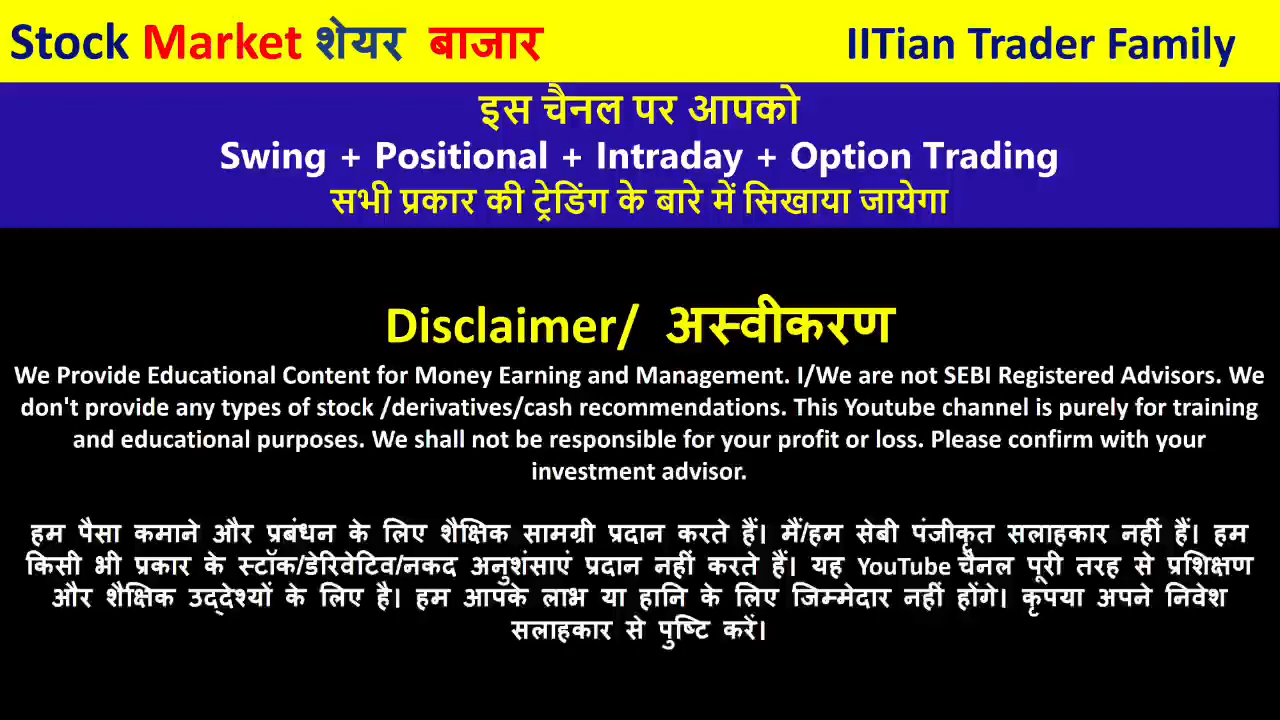 Stock Market शेयर बाजार IITian Trader Family
इस चैनल पर आपको
Swing + Positional + Intraday + Option Trading
सभी प्रकार की ट्रेडिंग के बारे में सिखाया जायेगा
Disclaimer/ अस्वीकरण
We Provide Educational Content for Money Earning and Management. I/We are not SEBI Registered Advisors. We
don't provide any types of stock /derivatives/cash recommendations. This Youtube channel is purely for training
and educational purposes. We shall not be responsible for your profit or loss. Please confirm with your
investment advisor.
हम पैसा कमाने और प्रबंधन के लिए शैक्षिक सामग्री प्रदान करते हैं। मैं/हम सेबी पंजीकृत सलाहकार नहीं हैं। हम
किसी भी प्रकार के स्टॉक/डेरिवेटिव/नकद अनुशंसाएं प्रदान नहीं करते हैं। यह YouTube चैनल पूरी तरह से प्रशिक्षण
और शैक्षिक उद्देश्यों के लिए है। हम आपके लाभ या हानि के लिए जिम्मेदार नहीं होंगे। कृपया अपने निवेश
सलाहकार से पुष्टि करें।